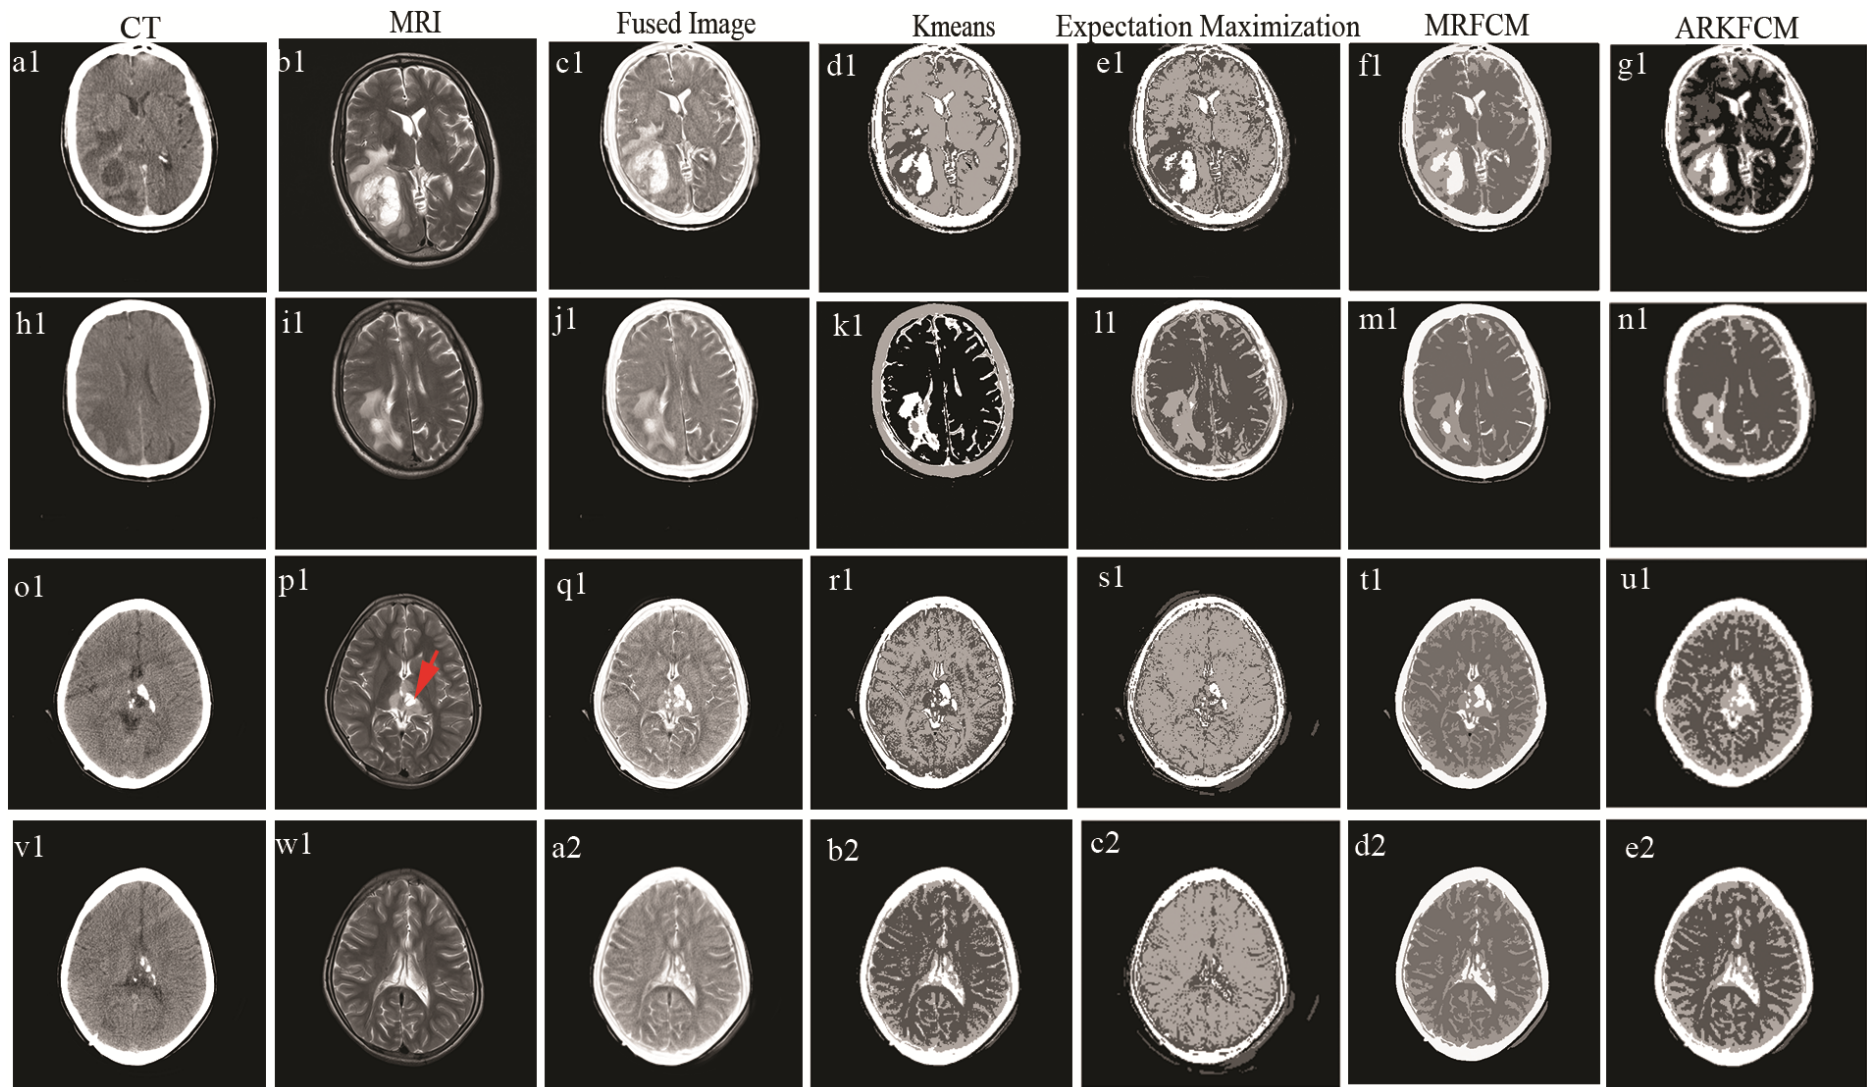 CT MRI Fused Image Kmeans Expectation Maximization MRFCM ARKFCM
a1 b1 c1 d1 e1 f1 g1
h1 i1 j1 k1 l1 m1 n1
o1 p1 q1 r1 s1 t1 u1
v1 w1 a2 b2 c2 d2 e2